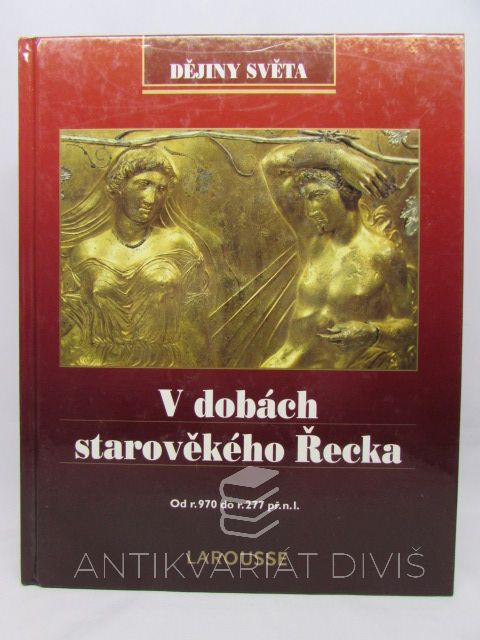 DĚJINY SVĚTA
V dobách
starověkého Řecka
Od r. 970 do r. 277 př. n. l.
LAROUSSE
ANTIKVARIÁT DIVIŠ